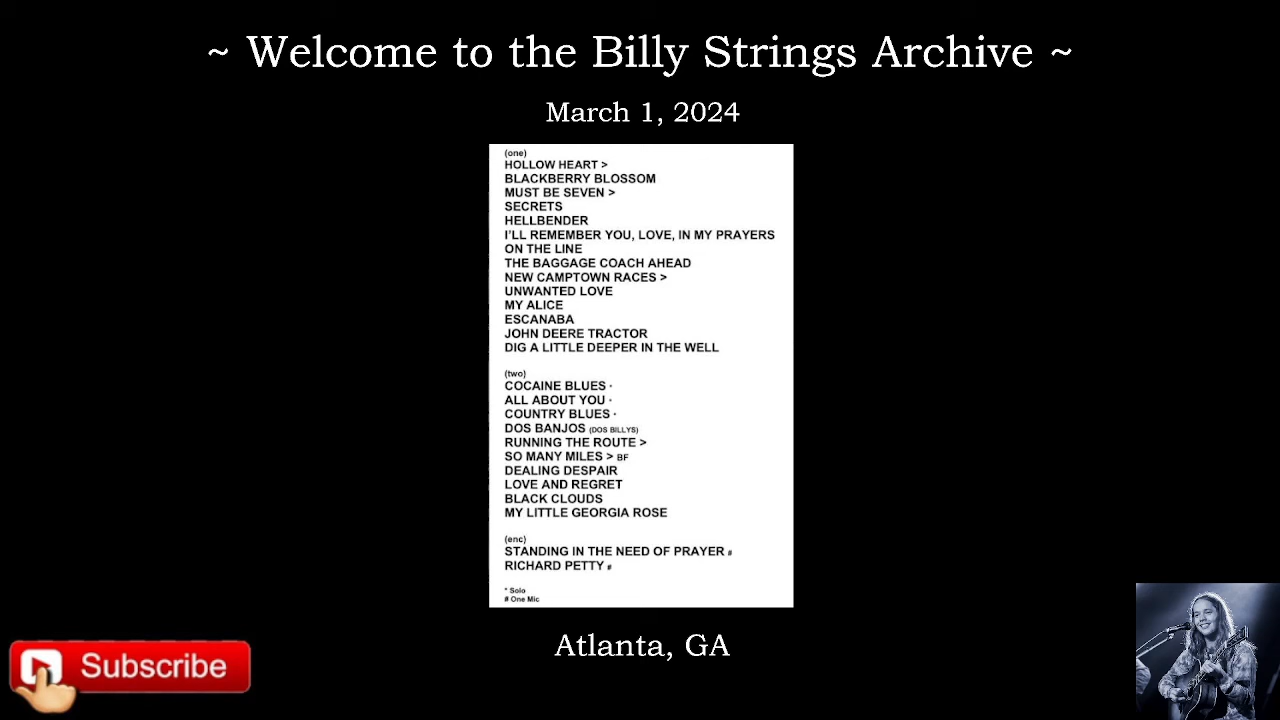 ~ Welcome to the Billy Strings Archive ~
March 1, 2024
(one)
HOLLOW HEART >
BLACKBERRY BLOSSOM
MUST BE SEVEN >
SECRETS
HELLBENDER
I'LL REMEMBER YOU, LOVE, IN MY PRAYERS
ON THE LINE
THE BAGGAGE COACH AHEAD
NEW CAMPTOWN RACES >
UNWANTED LOVE
MY ALICE
ESCANABA
JOHN DEERE TRACTOR
DIG A LITTLE DEEPER IN THE WELL
(two)
COCAINE BLUES *
ALL ABOUT YOU *
COUNTRY BLUES *
DOS BANJOS (DOS BILLYS)
RUNNING THE ROUTE >
SO MANY MILES > BF
DEALING DESPAIR
LOVE AND REGRET
BLACK CLOUDS
MY LITTLE GEORGIA ROSE
(enc)
STANDING IN THE NEED OF PRAYER #
RICHARD PETTY #
* Solo
# One Mic
Atlanta, GA
Subscribe